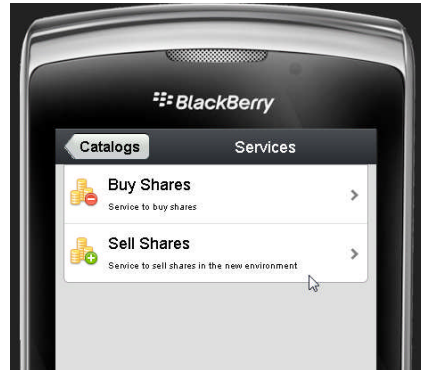 BlackBerry
Catalogs
Services
Buy Shares
Service to buy shares
Sell Shares
Service to sell shares in the new environment